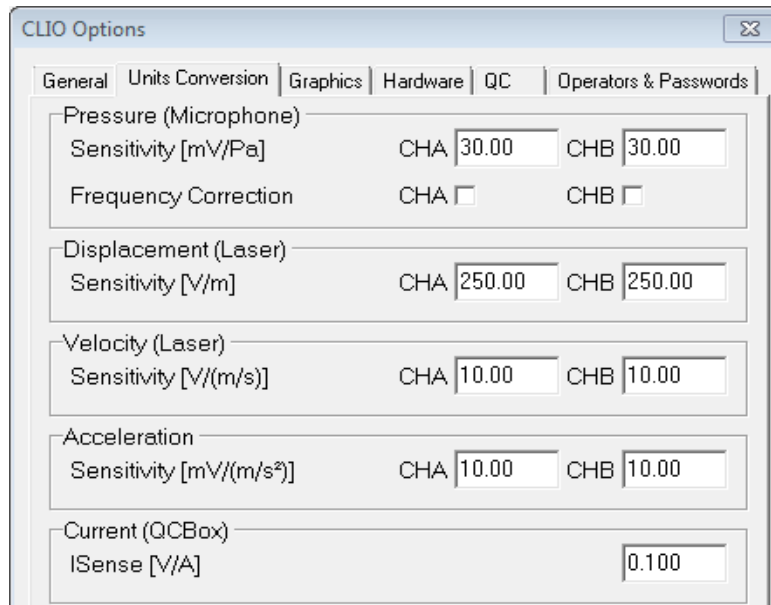 CLIO Options
General Units Conversion Graphics Hardware QC Operators & Passwords
Pressure (Microphone)
Sensitivity [mV/Pa] CHA 30.00 CHB 30.00
Frequency Correction CHA CHB
Displacement (Laser)
Sensitivity [V/m] CHA 250.00 CHB 250.00
Velocity (Laser)
Sensitivity [V/(m/s)] CHA 10.00 CHB 10.00
Acceleration
Sensitivity [mV/(m/s²)] CHA 10.00 CHB 10.00
Current (QCBox)
ISense [V/A] 0.100